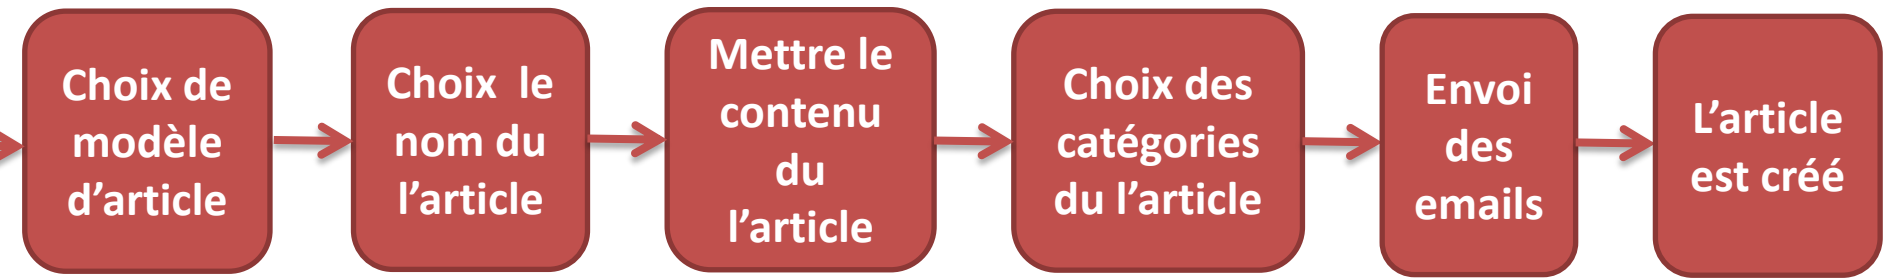 Choix de
modèle
d’article
Choix  le
nom du
l’article
Mettre le
contenu
du
l’article
Choix des
catégories
du l’article
Envoi
des
emails
L’article
est créé